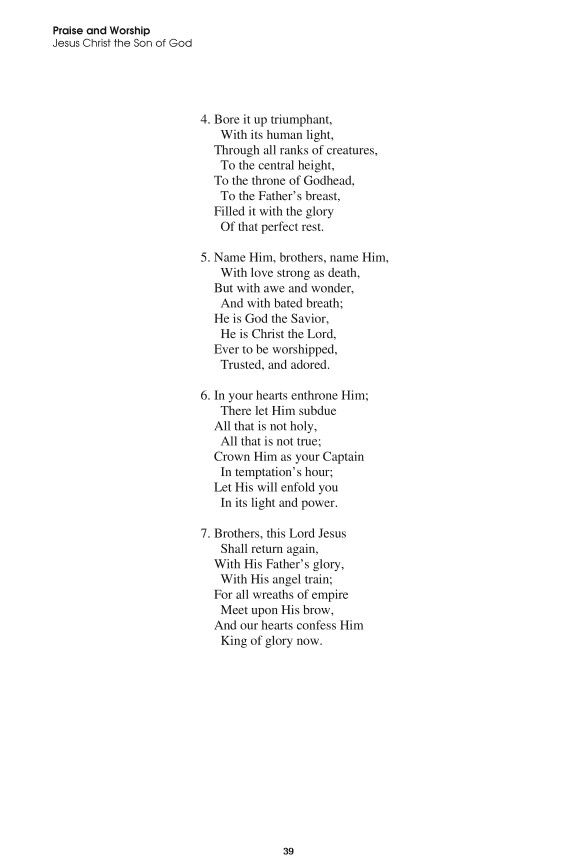 Praise and Worship
Jesus Christ the Son of God
4. Bore it up triumphant,
With its human light,
Through all ranks of creatures,
To the central height,
To the throne of Godhead,
To the Father’s breast,
Filled it with the glory
Of that perfect rest.
5. Name Him, brothers, name Him,
With love strong as death,
But with awe and wonder,
And with bated breath;
He is God the Savior,
He is Christ the Lord,
Ever to be worshipped,
Trusted, and adored.
6. In your hearts enthrone Him;
There let Him subdue
All that is not holy,
All that is not true;
Crown Him as your Captain
In temptation’s hour;
Let His will enfold you
In its light and power.
7. Brothers, this Lord Jesus
Shall return again,
With His Father’s glory,
With His angel train;
For all wreaths of empire
Meet upon His brow,
And our hearts confess Him
King of glory now.
39